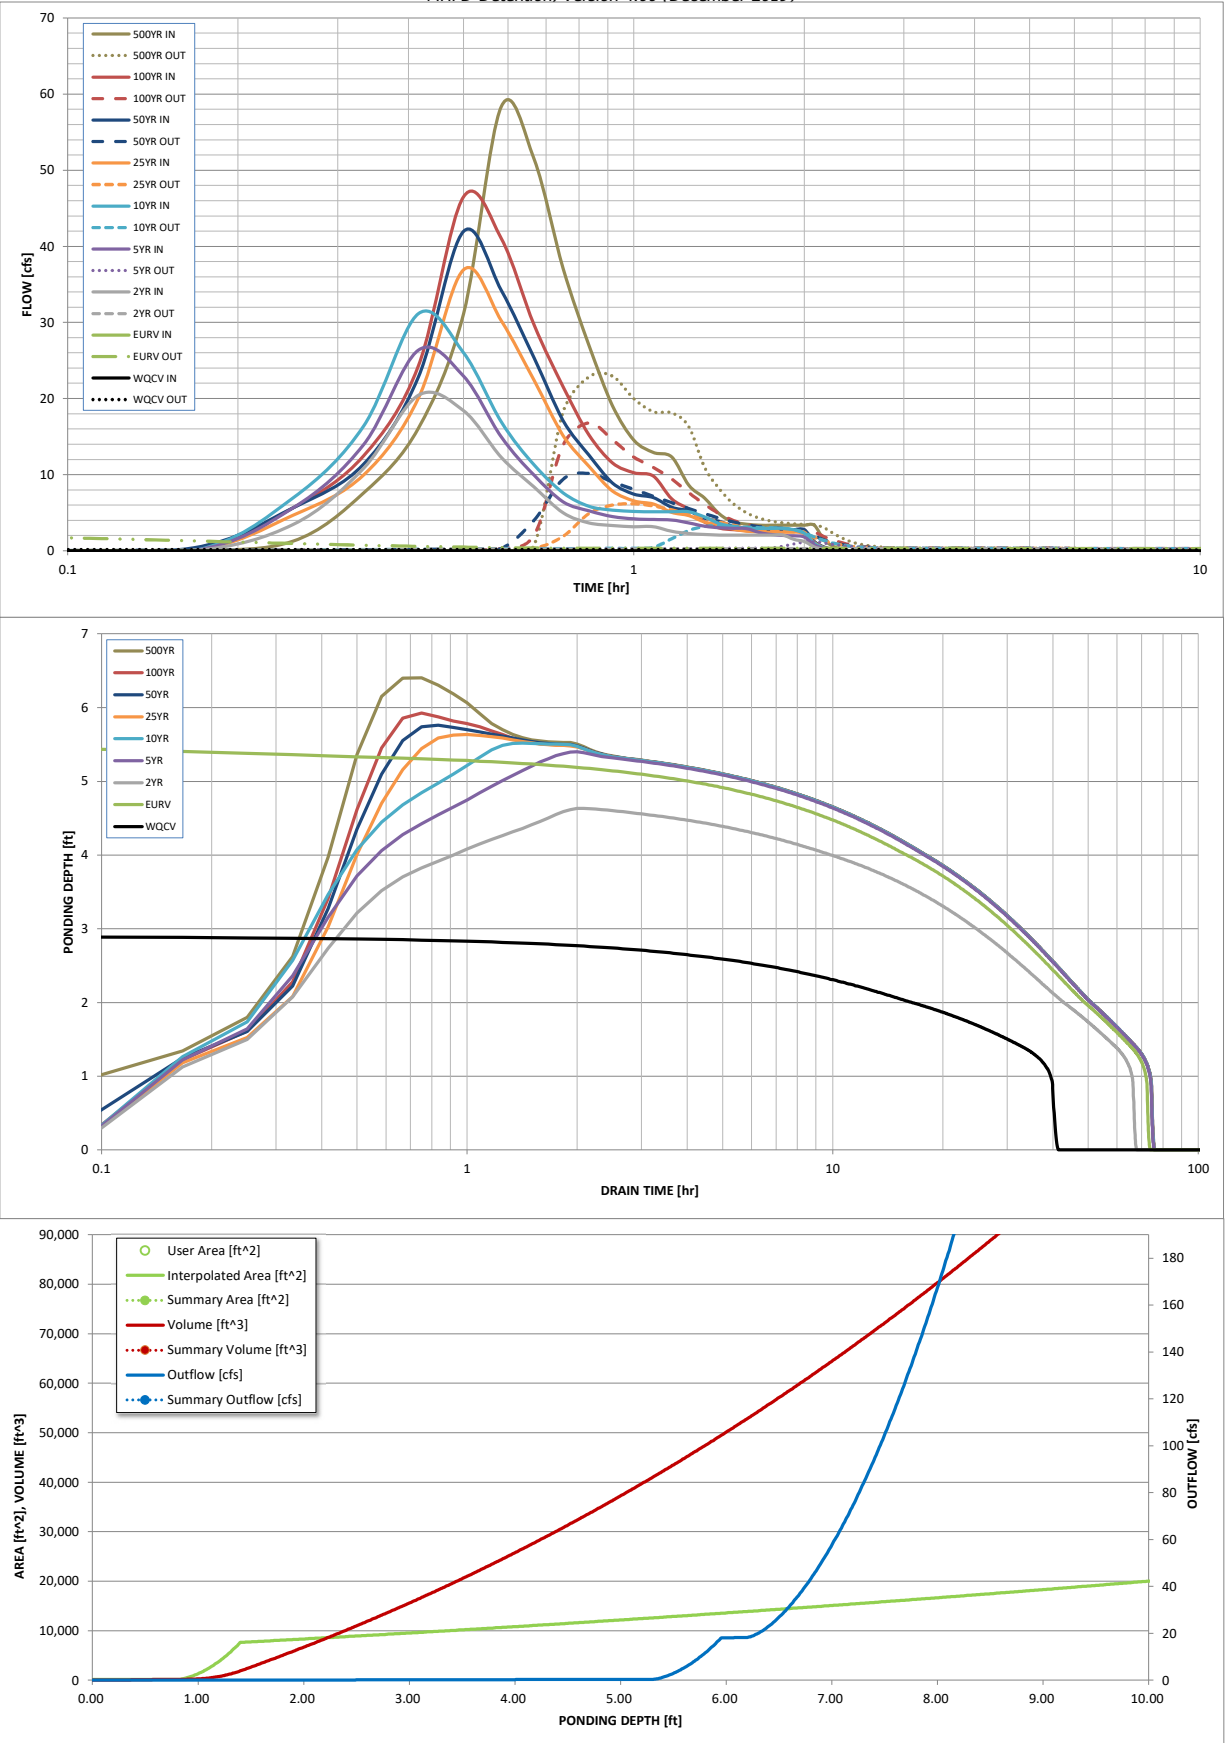 MHFD-Detention, Version 4.00 (December 2019)
70
60
50
40
30
20
10
0
FLOW [cfs]
500YR IN
500YR OUT
100YR IN
100YR OUT
50YR IN
50YR OUT
25YR IN
25YR OUT
10YR IN
10YR OUT
5YR IN
5YR OUT
2YR IN
2YR OUT
EURV IN
EURV OUT
WQCV IN
WQCV OUT
0.1 1 10
TIME [hr]
7
6
5
4
3
2
1
0
PONDING DEPTH [ft]
500YR
100YR
50YR
25YR
10YR
5YR
2YR
EURV
WQCV
0.1 1 10 100
DRAIN TIME [hr]
90,000
80,000
70,000
60,000
50,000
40,000
30,000
20,000
10,000
0
AREA [ft^2], VOLUME [ft^3]
User Area [ft^2]
Interpolated Area [ft^2]
Summary Area [ft^2]
Volume [ft^3]
Summary Volume [ft^3]
Outflow [cfs]
Summary Outflow [cfs]
180
160
140
120
100
80
60
40
20
0
OUTFLOW [cfs]
0.00 1.00 2.00 3.00 4.00 5.00 6.00 7.00 8.00 9.00 10.00
PONDING DEPTH [ft]